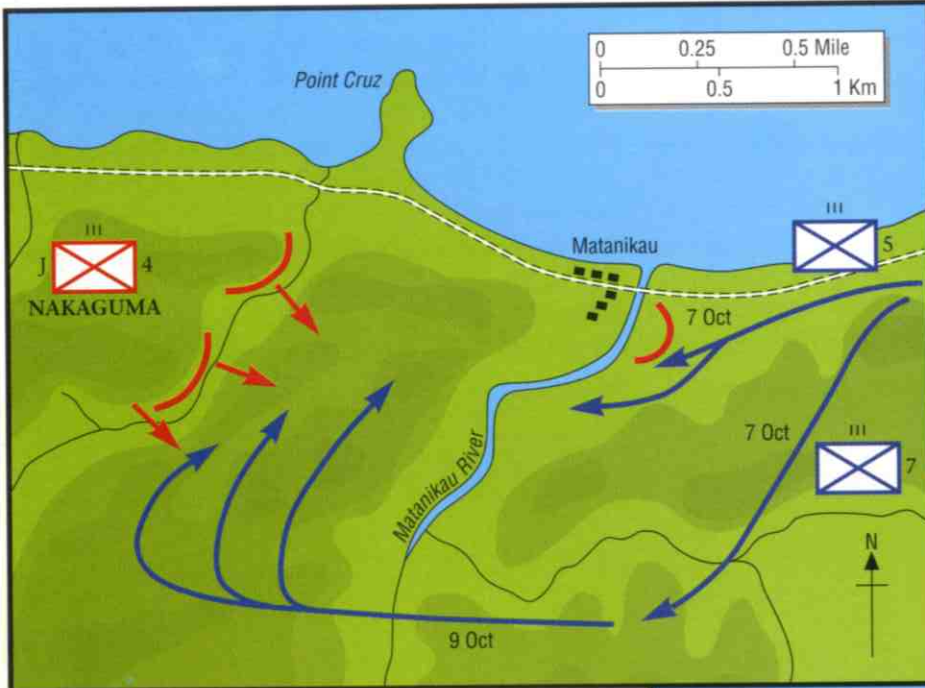 0 0.25 0.5 Mile
0 0.5 1 Km
Point Cruz
III
J 4
NAKAGUMA
Matanikau
III
5
7 Oct
7 Oct
III
7
Matanikau River
N
9 Oct